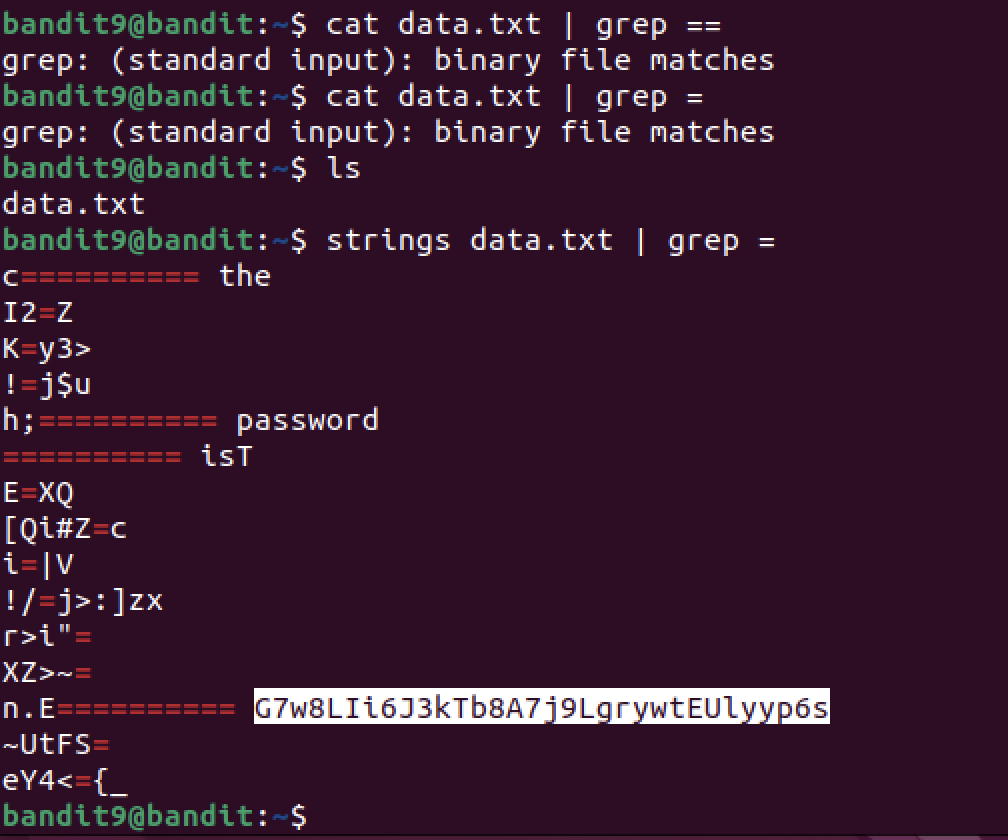 bandit9@bandit:~$ cat data.txt | grep ==
grep: (standard input): binary file matches
bandit9@bandit:~$ cat data.txt | grep =
grep: (standard input): binary file matches
bandit9@bandit:~$ ls
data.txt
bandit9@bandit:~$ strings data.txt | grep =
c========== the
I2=Z
K=y3>
!=j$u
h;========== password
========== isT
E=XQ
[Qi#Z=c
i=|V
!/=j>:]zx
r>i"=
XZ>~=
n.E========== G7w8LIi6J3kTb8A7j9LgrywtEUlyyp6s
~UtFS=
eY4<={_
bandit9@bandit:~$